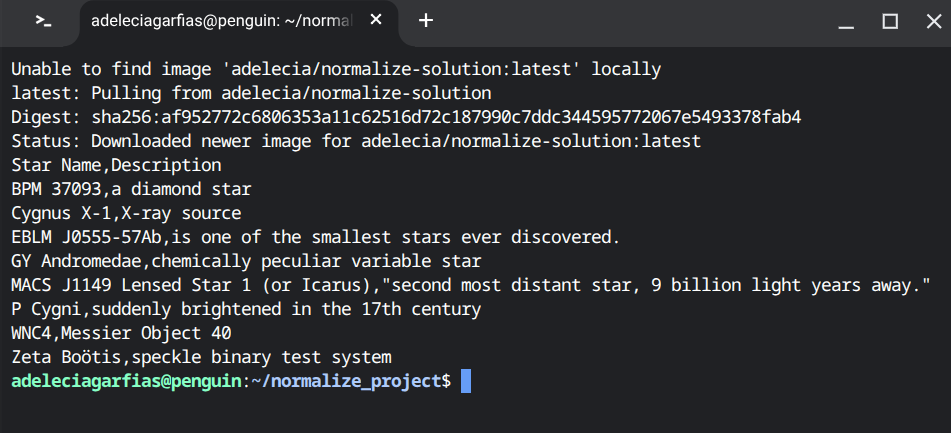 adeleciagarfias@penguin: ~/normal
Unable to find image 'adelecia/normalize-solution:latest' locally
latest: Pulling from adelecia/normalize-solution
Digest: sha256:af952772c6806353a11c62516d72c187990c7ddc344595772067e5493378fab4
Status: Downloaded newer image for adelecia/normalize-solution:latest
Star Name,Description
BPM 37093,a diamond star
Cygnus X-1,X-ray source
EBLM J0555-57Ab,is one of the smallest stars ever discovered.
GY Andromedae,chemically peculiar variable star
MACS J1149 Lensed Star 1 (or Icarus),"second most distant star, 9 billion light years away."
P Cygni,suddenly brightened in the 17th century
WNC4,Messier Object 40
Zeta Boötis,speckle binary test system
adeleciagarfias@penguin:~/normalize_project$